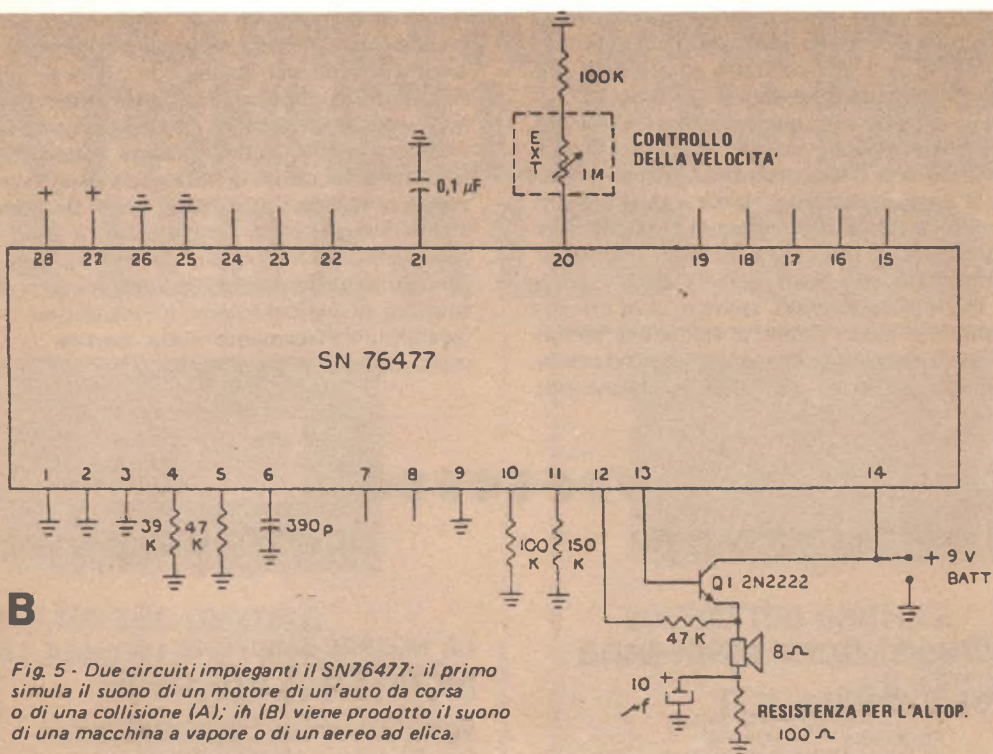 100K
EXT
1M
CONTROLLO
DELLA VELOCITA'
0,1 µF
+ +
28 27 26 25 24 23 22 21 20 19 18 17 16 15
SN 76477
1 2 3 4 5 6 7 8 9 10 11 12 13 14
39 K
47 K
390p
100 K
150 K
Q1 2N2222
+ 9 V
BATT
47 K
8 Ω
10 +
µf
RESISTENZA PER L'ALTOP.
100 Ω
B
Fig. 5 - Due circuiti impieganti il SN76477: il primo
simula il suono di un motore di un'auto da corsa
o di una collisione (A); in (B) viene prodotto il suono
di una macchina a vapore o di un aereo ad elica.